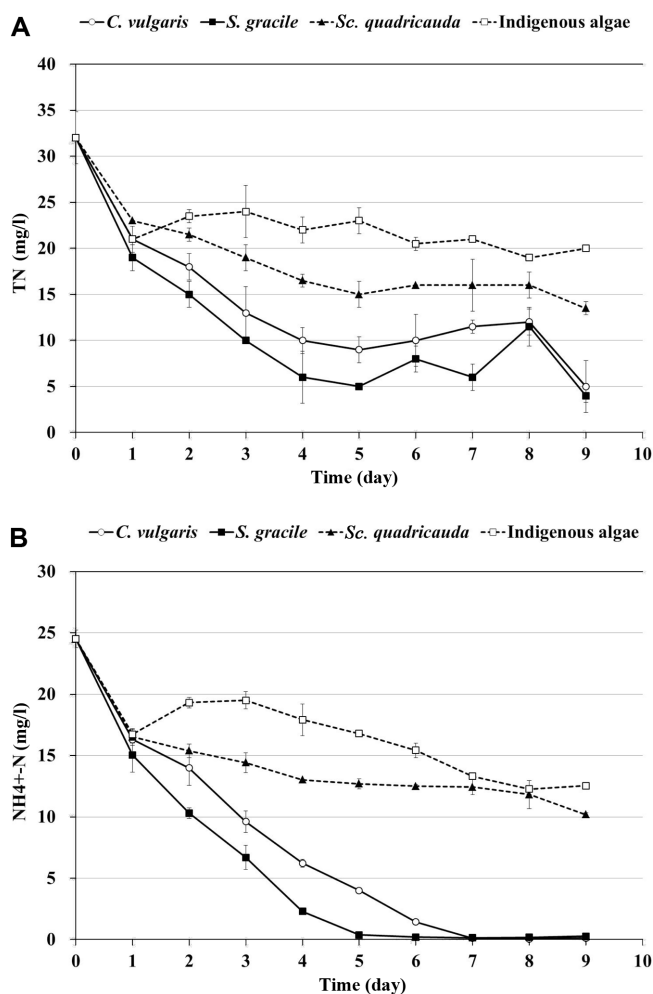 A
C. vulgaris S. gracile Sc. quadricauda Indigenous algae
40
35
30
25
20
15
10
5
0
TN (mg/l)
0 1 2 3 4 5 6 7 8 9 10
Time (day)
B
C. vulgaris S. gracile Sc. quadricauda Indigenous algae
30
25
20
15
10
5
0
NH4+-N (mg/l)
0 1 2 3 4 5 6 7 8 9 10
Time (day)